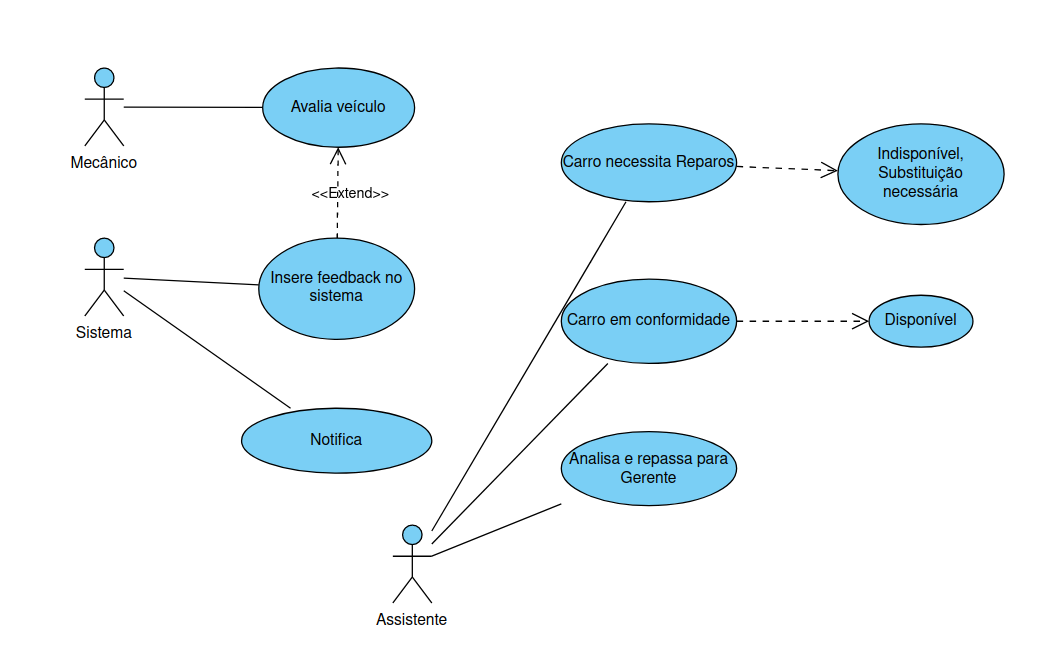 Avalia veículo
Mecânico
<<Extend>>
Insere feedback no
sistema
Sistema
Notifica
Carro necessita Reparos
Indisponível,
Substituição
necessária
Carro em conformidade
Disponível
Analisa e repassa para
Gerente
Assistente